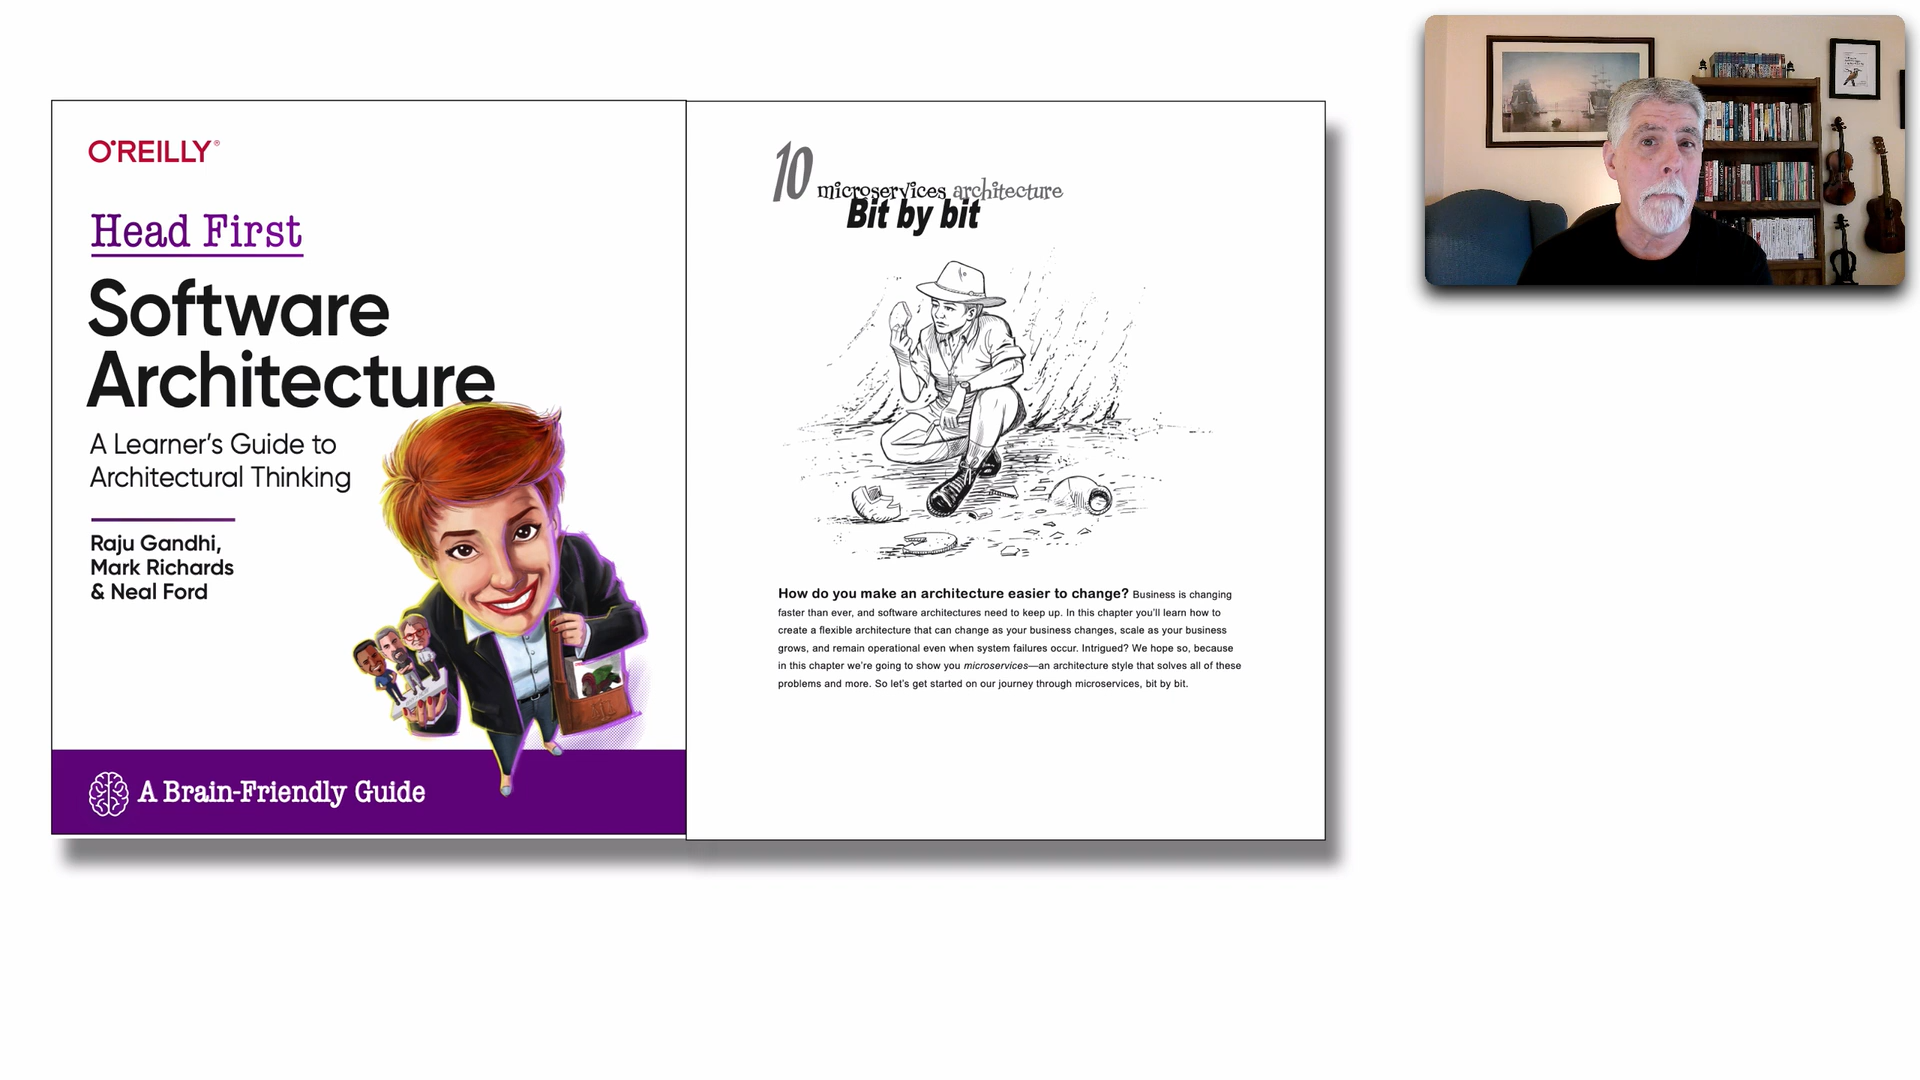 O'REILLY®
Head First
Software
Architecture
A Learner's Guide to
Architectural Thinking
Raju Gandhi,
Mark Richards
& Neal Ford
A Brain-Friendly Guide
10 microservices architecture
Bit by bit
How do you make an architecture easier to change? Business is changing
faster than ever, and software architectures need to keep up. In this chapter you'll learn how to
create a flexible architecture that can change as your business changes, scale as your business
grows, and remain operational even when system failures occur. Intrigued? We hope so, because
in this chapter we're going to show you microservices—an architecture style that solves all of these
problems and more. So let's get started on our journey through microservices, bit by bit.